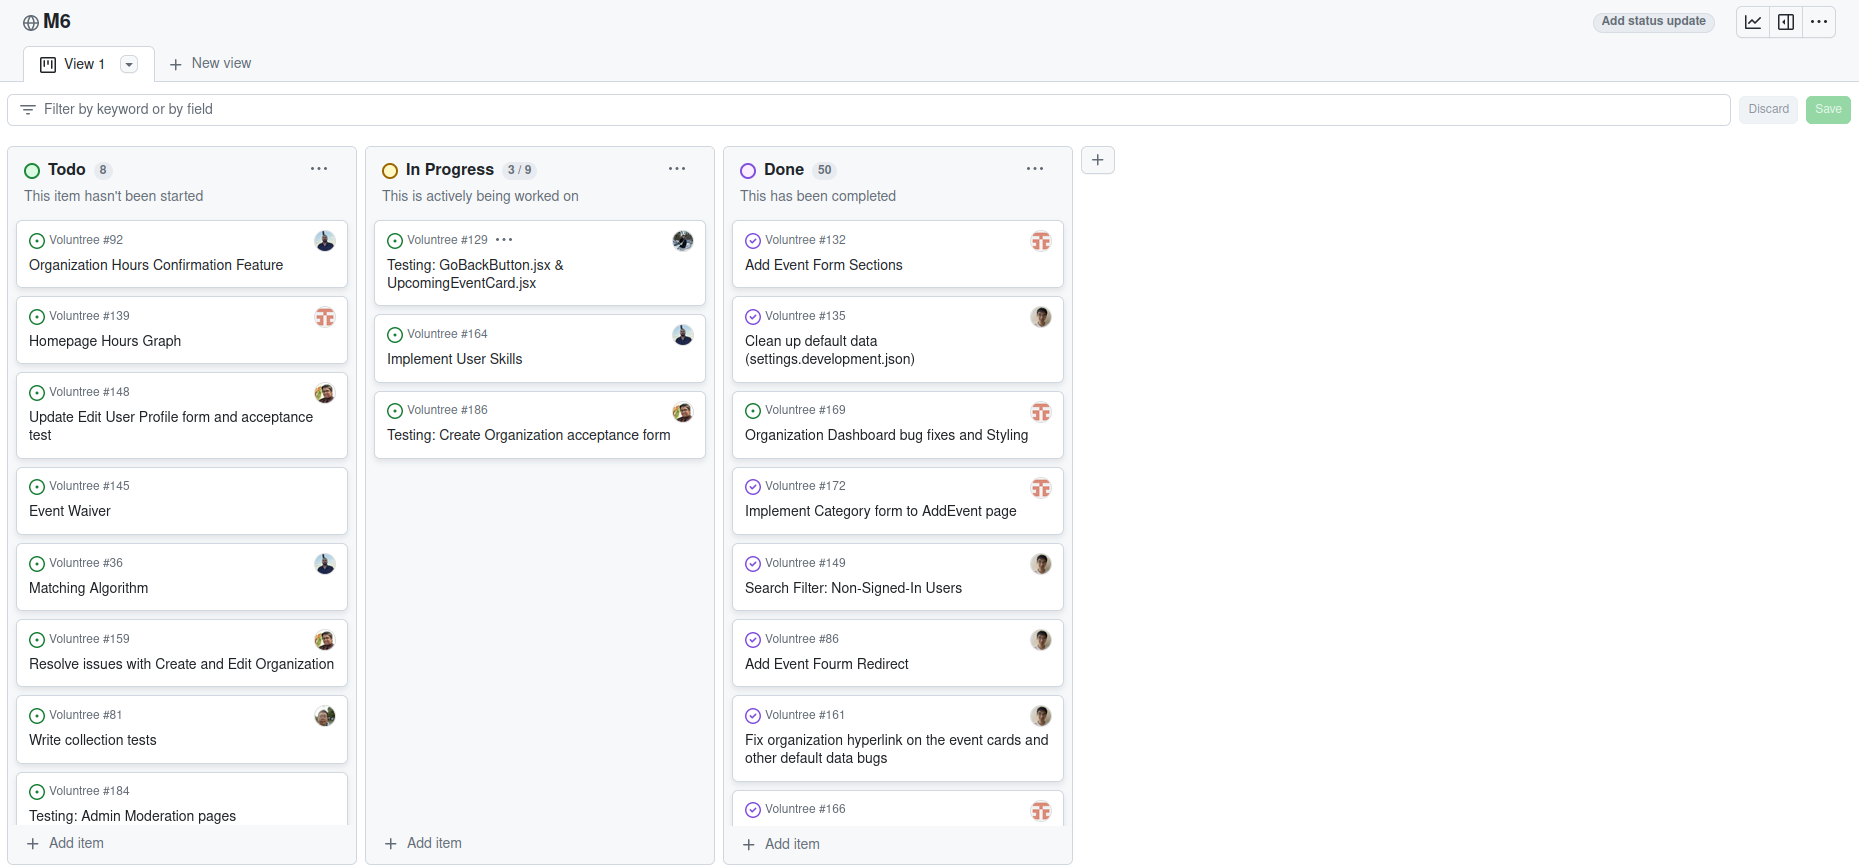 M6
Add status update
View 1
New view
Filter by keyword or by field
Discard
Save
Todo 8
This item hasn't been started
Voluntree #92
Organization Hours Confirmation Feature
Voluntree #139
Homepage Hours Graph
Voluntree #148
Update Edit User Profile form and acceptance
test
Voluntree #145
Event Waiver
Voluntree #36
Matching Algorithm
Voluntree #159
Resolve issues with Create and Edit Organization
Voluntree #81
Write collection tests
Voluntree #184
Testing: Admin Moderation pages
Add item
In Progress 3 / 9
This is actively being worked on
Voluntree #129
Testing: GoBackButton.jsx &
UpcomingEventCard.jsx
Voluntree #164
Implement User Skills
Voluntree #186
Testing: Create Organization acceptance form
Add item
Done 50
This has been completed
Voluntree #132
Add Event Form Sections
Voluntree #135
Clean up default data
(settings.development.json)
Voluntree #169
Organization Dashboard bug fixes and Styling
Voluntree #172
Implement Category form to AddEvent page
Voluntree #149
Search Filter: Non-Signed-In Users
Voluntree #86
Add Event Fourm Redirect
Voluntree #161
Fix organization hyperlink on the event cards and
other default data bugs
Voluntree #166
Add item